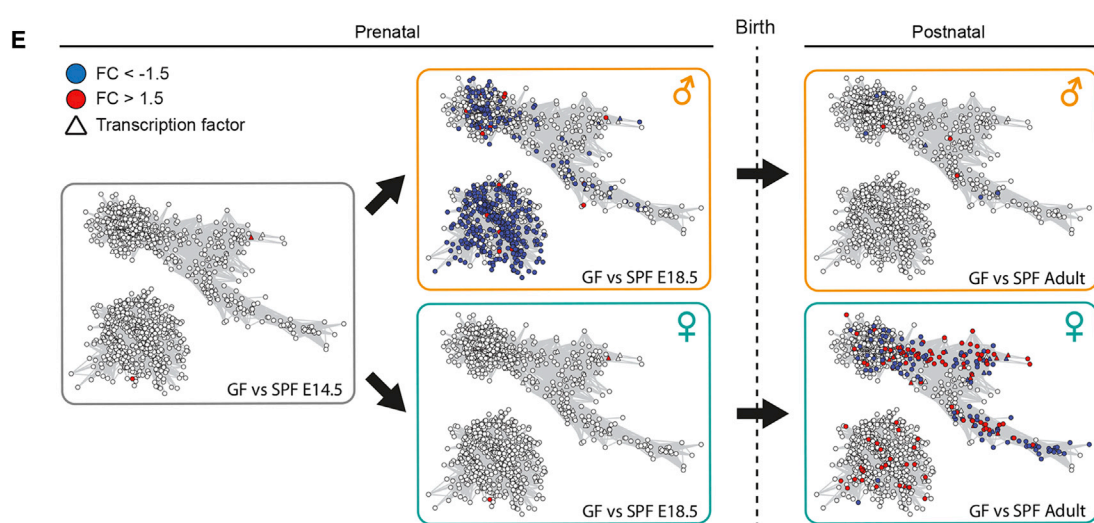 E
Prenatal
Birth
Postnatal
FC < -1.5
FC > 1.5
Transcription factor
♂
♂
GF vs SPF E14.5
GF vs SPF E18.5
GF vs SPF Adult
♀
♀
GF vs SPF E18.5
GF vs SPF Adult